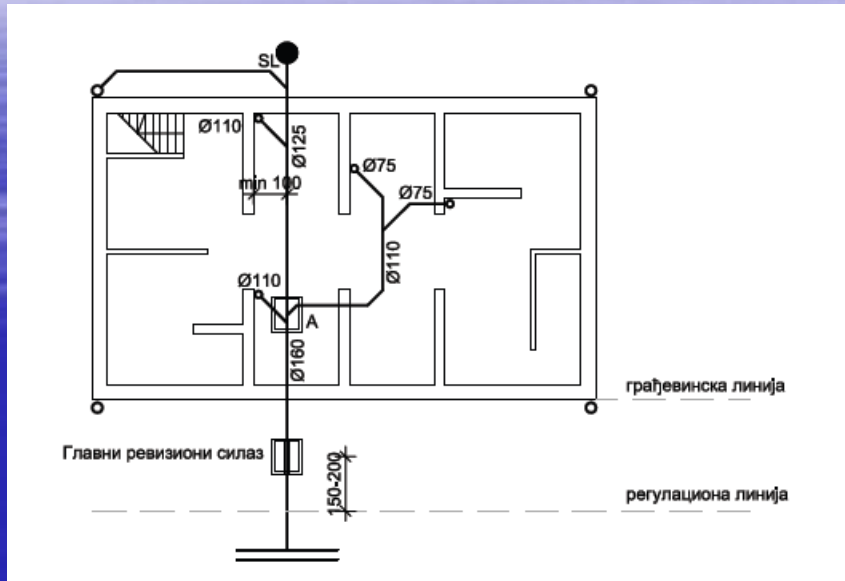 SL
Ø110
Ø125
Ø75
min 100
Ø75
Ø110
Ø110
A
Ø160
грађевинска линија
Главни ревизиони силаз
150-200
регулациона линија